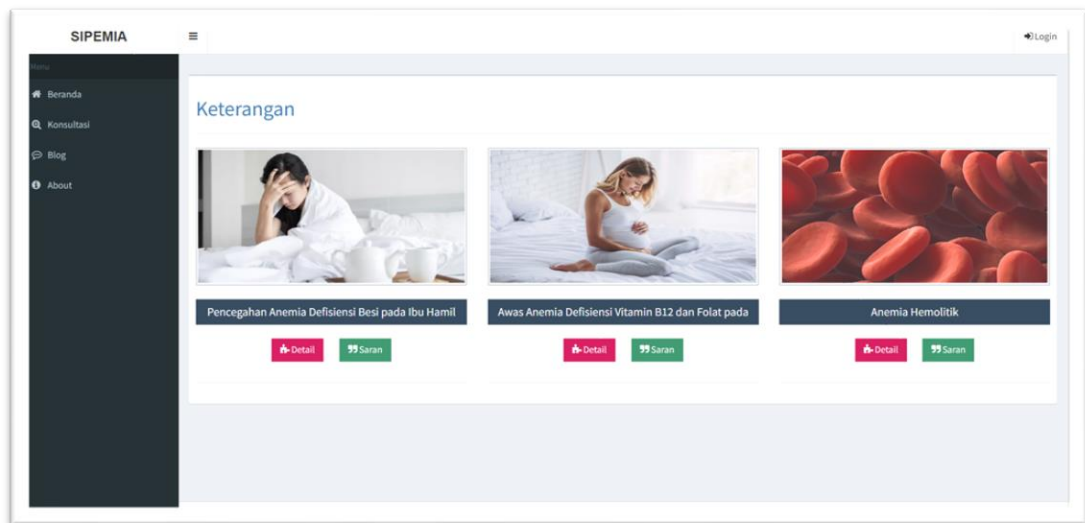 SIPEMIA
Login
Menu
Beranda
Konsultasi
Blog
About
Keterangan
Pencegahan Anemia Defisiensi Besi pada Ibu Hamil
Awas Anemia Defisiensi Vitamin B12 dan Folat pada
Anemia Hemolitik
Detail Saran
Detail Saran
Detail Saran